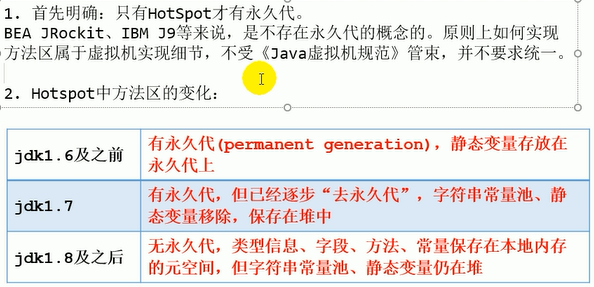 1. 首先明确：只有HotSpot才有永久代。
BEA JRockit、IBM J9等来说，是不存在永久代的概念的。原则上如何实现
方法区属于虚拟机实现细节，不受《Java虚拟机规范》管束，并不要求统一。
2. Hotspot中方法区的变化：
jdk1.6及之前
有永久代(permanent generation)，静态变量存放在
永久代上
jdk1.7
有永久代，但已经逐步“去永久代”，字符串常量池、静
态变量移除，保存在堆中
jdk1.8及之后
无永久代，类型信息、字段、方法、常量保存在本地内存
的元空间，但字符串常量池、静态变量仍在堆